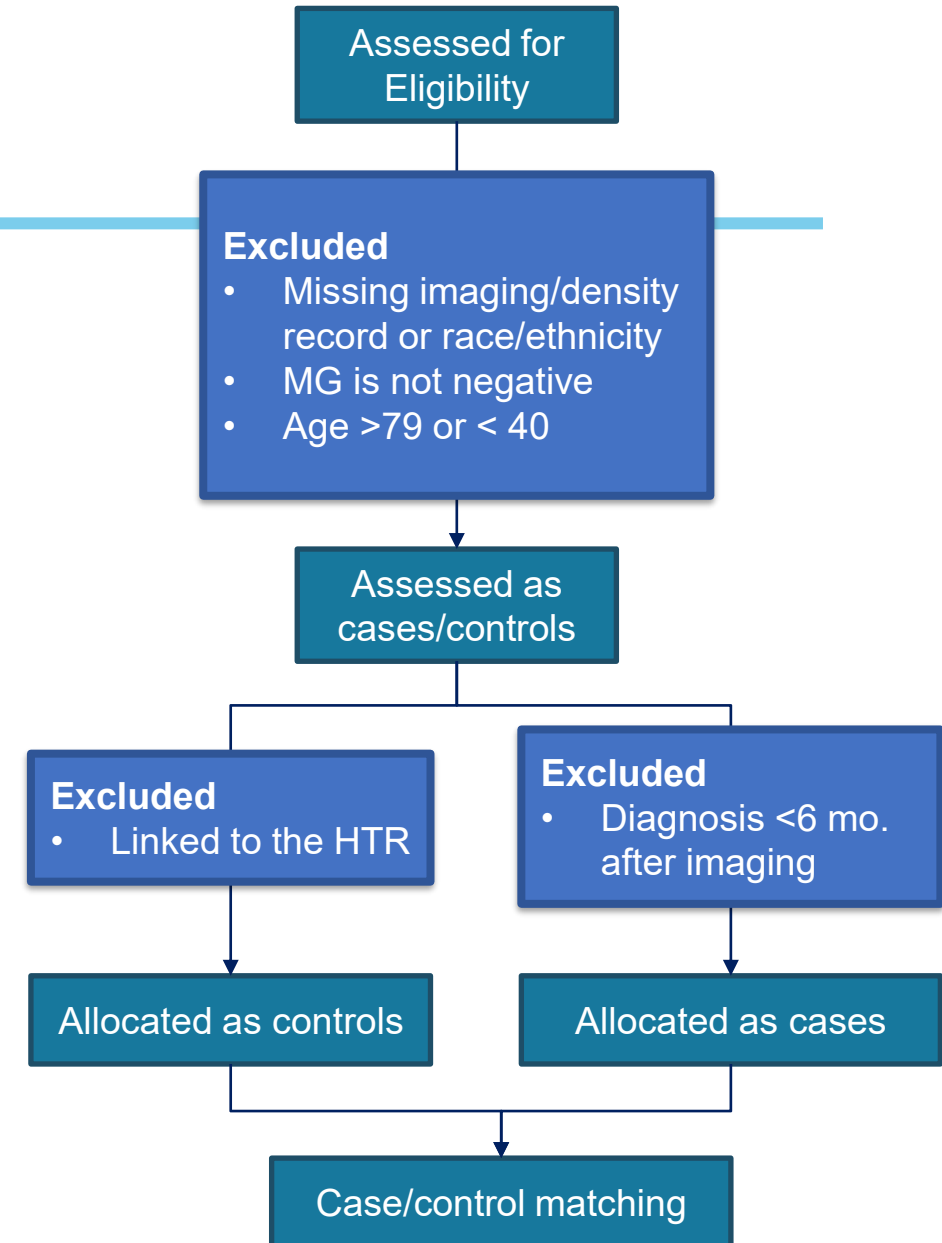 Assessed for
Eligibility
Excluded
• Missing imaging/density
record or race/ethnicity
• MG is not negative
• Age >79 or < 40
Assessed as
cases/controls
Excluded
• Linked to the HTR
Excluded
• Diagnosis <6 mo.
after imaging
Allocated as controls
Allocated as cases
Case/control matching